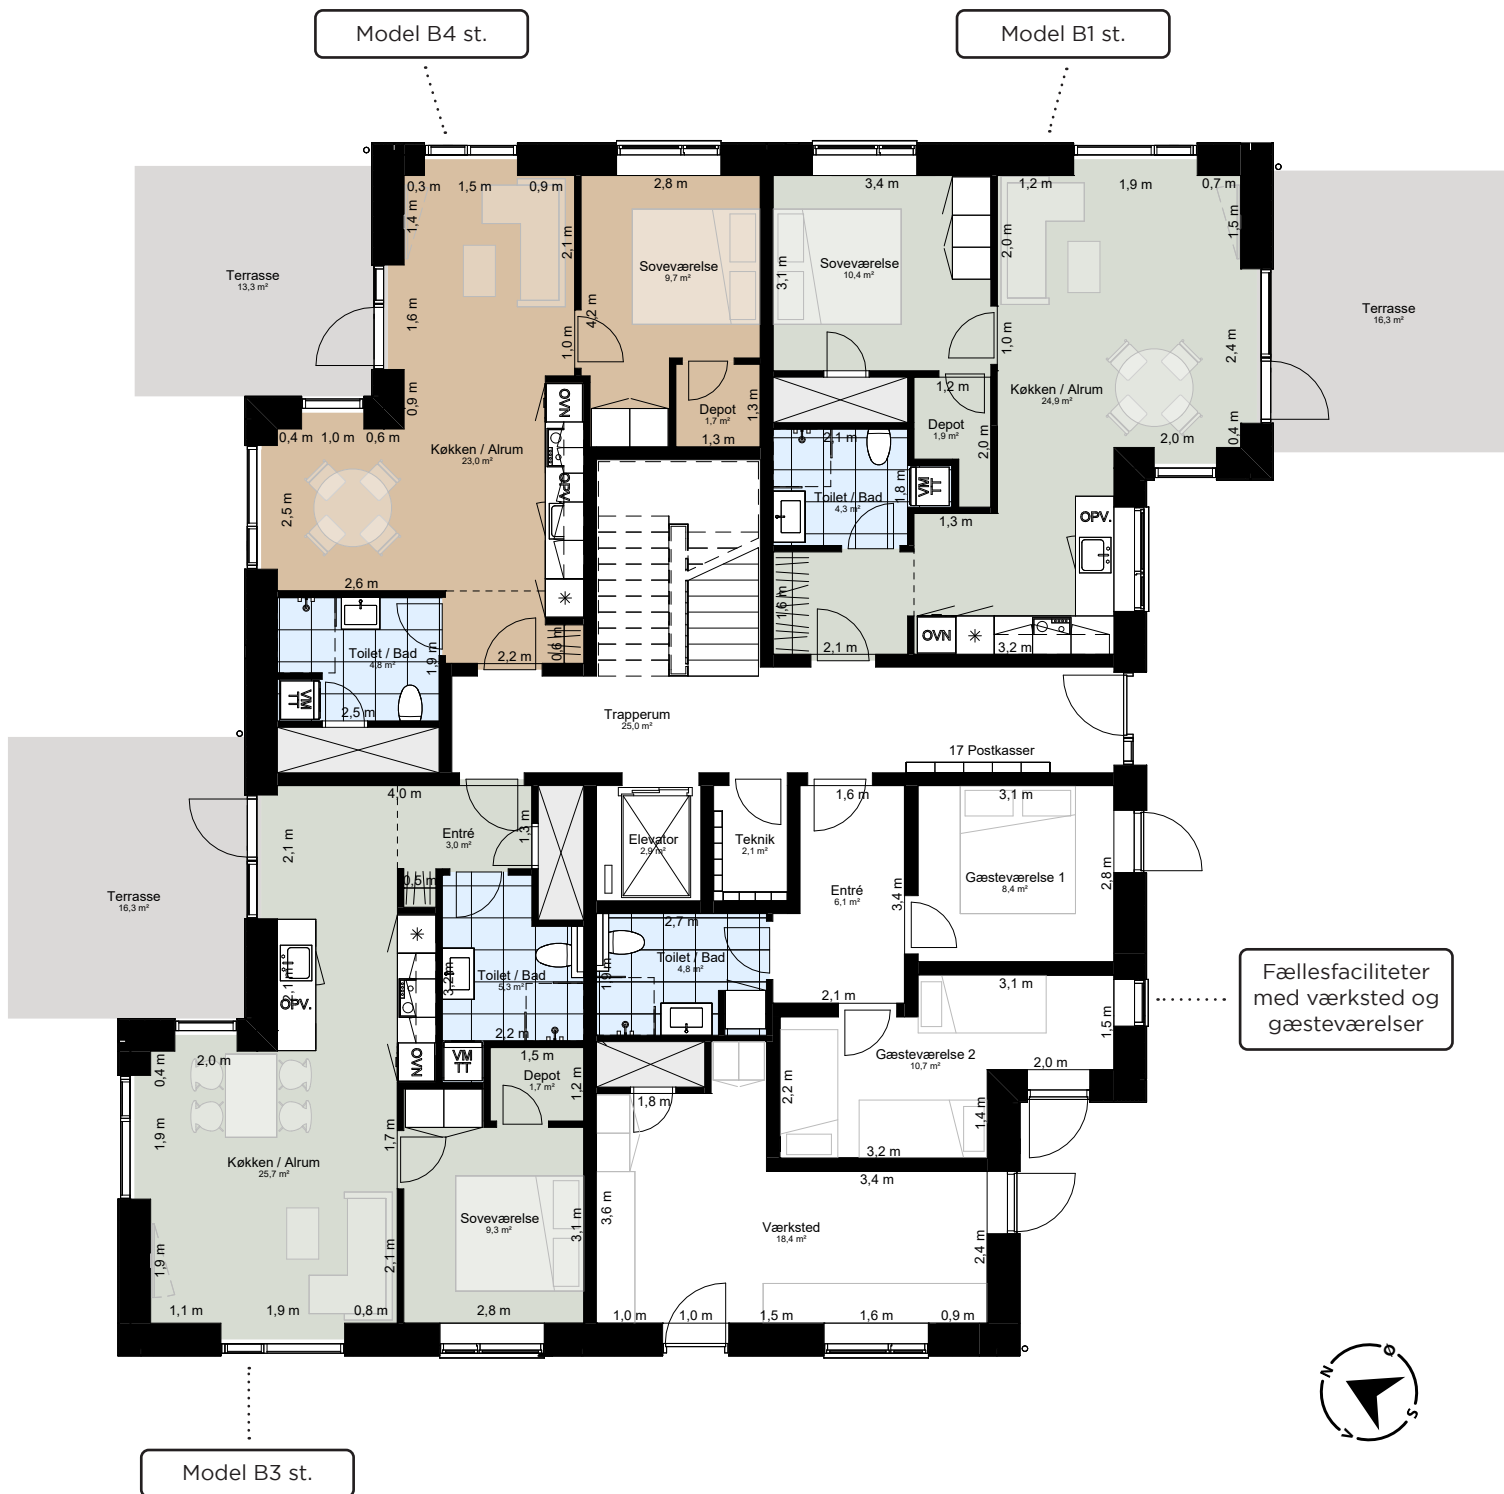 Model B4 st.
Model B1 st.
0,3 m
1,5 m
0,9 m
2,8 m
1,4 m
2,1 m
Terrasse
13,3 m²
Soveværelse
9,7 m²
1,6 m
1,0 m
4,2 m
0,9 m
0,4 m
1,0 m
0,6 m
Køkken / Alrum
23,0 m²
Depot
1,7 m²
1,3 m
1,3 m
OVN
OPV.
2,5 m
2,6 m
Toilet / Bad
4,8 m²
1,9 m
2,2 m
0,6 m
VM
TT
2,5 m
3,4 m
1,2 m
1,9 m
0,7 m
3,1 m
Soveværelse
10,4 m²
2,0 m
1,5 m
Terrasse
16,3 m²
1,0 m
2,4 m
Køkken / Alrum
24,9 m²
1,2 m
Depot
1,9 m²
2,0 m
2,0 m
0,4 m
2,1 m
Toilet / Bad
4,3 m²
1,8 m
VM
TT
1,3 m
OPV.
1,6 m
2,1 m
OVN
3,2 m
Trapperum
25,0 m²
17 Postkasser
4,0 m
2,1 m
Entré
3,0 m²
1,3 m
0,5 m
Terrasse
16,3 m²
2,1 m
OPV.
3,2 m
Toilet / Bad
5,3 m²
2,2 m
OVN
VM
TT
1,5 m
Depot
1,7 m²
1,2 m
2,0 m
0,4 m
1,9 m
1,7 m
Køkken / Alrum
25,7 m²
1,9 m
2,1 m
1,1 m
1,9 m
0,8 m
Soveværelse
9,3 m²
3,1 m
2,8 m
Elevator
2,9 m²
Teknik
2,1 m²
1,6 m
3,4 m
Entré
6,1 m²
2,1 m
3,1 m
Gæsteværelse 1
8,4 m²
2,8 m
2,7 m
1,9 m
Toilet / Bad
4,8 m²
3,1 m
1,5 m
Gæsteværelse 2
10,7 m²
2,0 m
2,2 m
1,4 m
3,2 m
1,8 m
3,4 m
3,6 m
Værksted
18,4 m²
2,4 m
1,0 m
1,0 m
1,5 m
1,6 m
0,9 m
Fællesfaciliteter
med værksted og
gæsteværelser
N
Ø
S
V
Model B3 st.